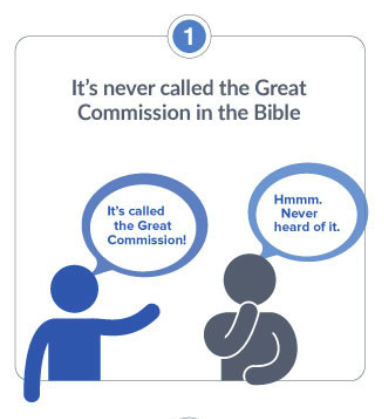 1
It's never called the Great
Commission in the Bible
It's called
the Great
Commission!
Hmmm.
Never
heard of it.